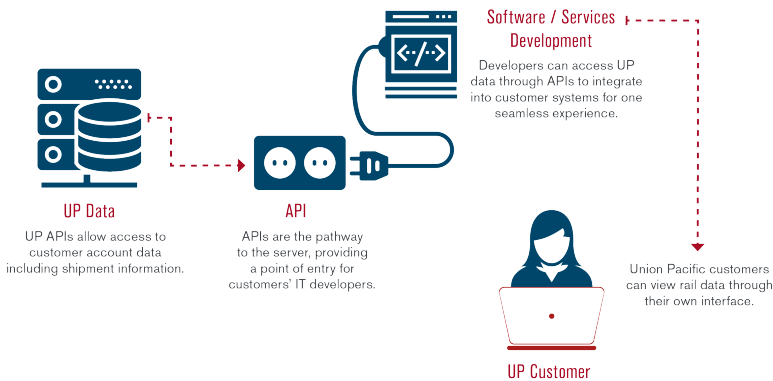 Software / Services
Development
Developers can access UP
data through APIs to integrate
into customer systems for one
seamless experience.
UP Data
UP APIs allow access to
customer account data
including shipment information.
API
APIs are the pathway
to the server, providing
a point of entry for
customers' IT developers.
Union Pacific customers
can view rail data through
their own interface.
UP Customer